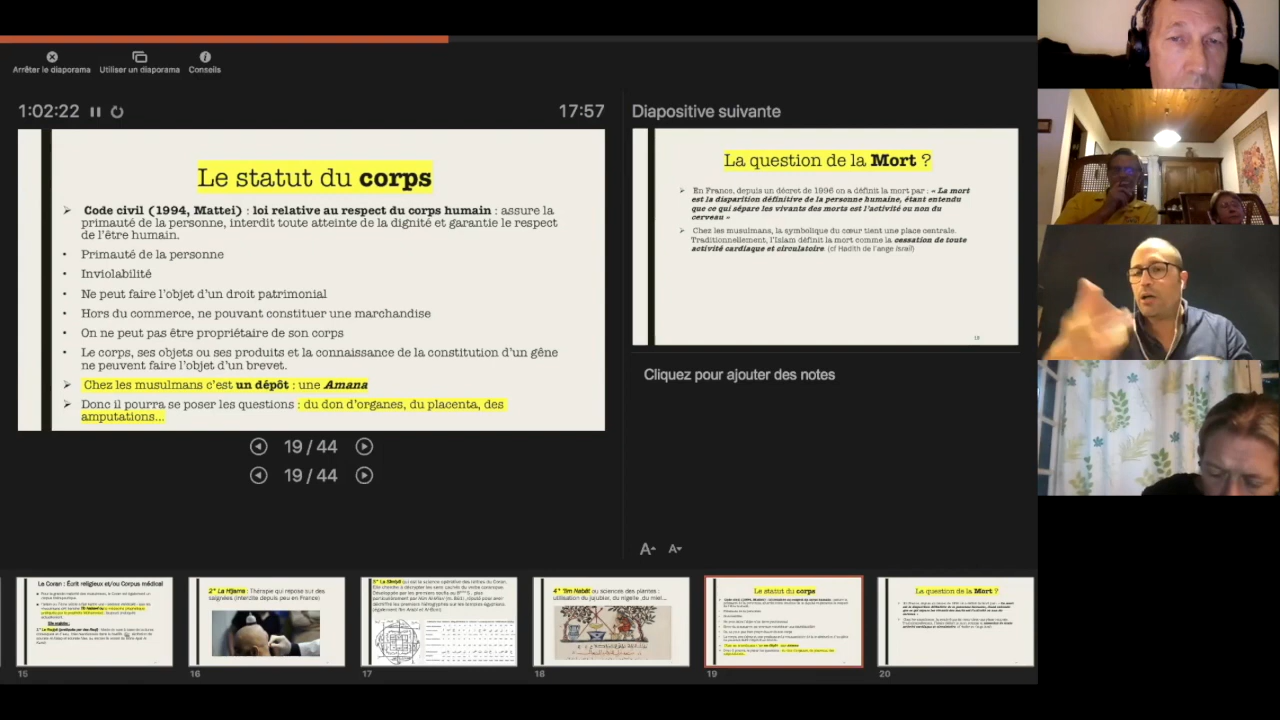 Arrêter le diaporama
Utiliser un diaporama
Conseils
1:02:22
17:57
Le statut du corps
Code civil (1994, Mattei) : loi relative au respect du corps humain : assure la
primauté de la personne, interdit toute atteinte de la dignité et garantie le respect
de l'être humain.
Primauté de la personne
Inviolabilité
Ne peut faire l'objet d'un droit patrimonial
Hors du commerce, ne pouvant constituer une marchandise
On ne peut pas être propriétaire de son corps
Le corps, ses objets ou ses produits et la connaissance de la constitution d'un gêne
ne peuvent faire l'objet d'un brevet.
Chez les musulmans c'est un dépôt : une Amana
Donc il pourra se poser les questions : du don d'organes, du placenta, des
amputations...
19 / 44
19 / 44
Diapositive suivante
La question de la Mort ?
En France, depuis un décret de 1996 on a définit la mort par : « La mort
est la disparition définitive de la personne humaine, étant entendu
que ce qui sépare les vivants des morts est l'activité ou non du
cerveau »
Chez les musulmans, la symbolique du cœur tient une place centrale.
Traditionnellement, l'Islam définit la mort comme la cessation de toute
activité cardiaque et circulatoire (cf Hadith de l'ange Israfil)
Cliquez pour ajouter des notes
A A
Le Coran : Écrit religieux et/ou Corpus médical
15
2° La Hijama : Thérapie qui repose sur des
saignées (interdite depuis peu en France)
16
17
4° Tim Nabât ou sciences des plantes :
utilisation du jujubier, du nigelle, du miel...
18
Le statut du corps
19
La question de la Mort ?
20